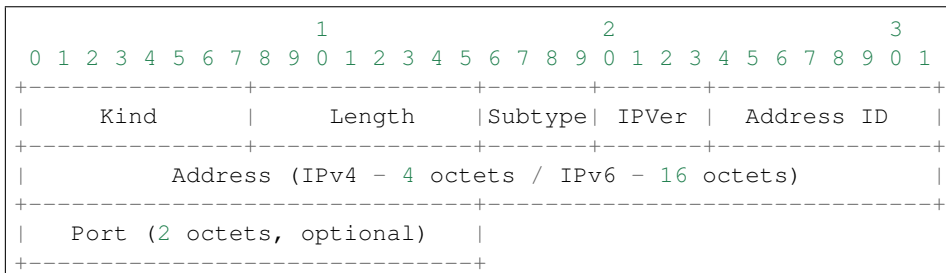 1                   2                   3
 0 1 2 3 4 5 6 7 8 9 0 1 2 3 4 5 6 7 8 9 0 1 2 3 4 5 6 7 8 9 0 1
+---------------+---------------+-------+-------+---------------+
|     Kind      |     Length    |Subtype| IPVer |  Address ID   |
+---------------+---------------+-------+-------+---------------+
|          Address (IPv4 - 4 octets / IPv6 - 16 octets)         |
+-------------------------------+-------------------------------+
|   Port (2 octets, optional)   |
+-------------------------------+